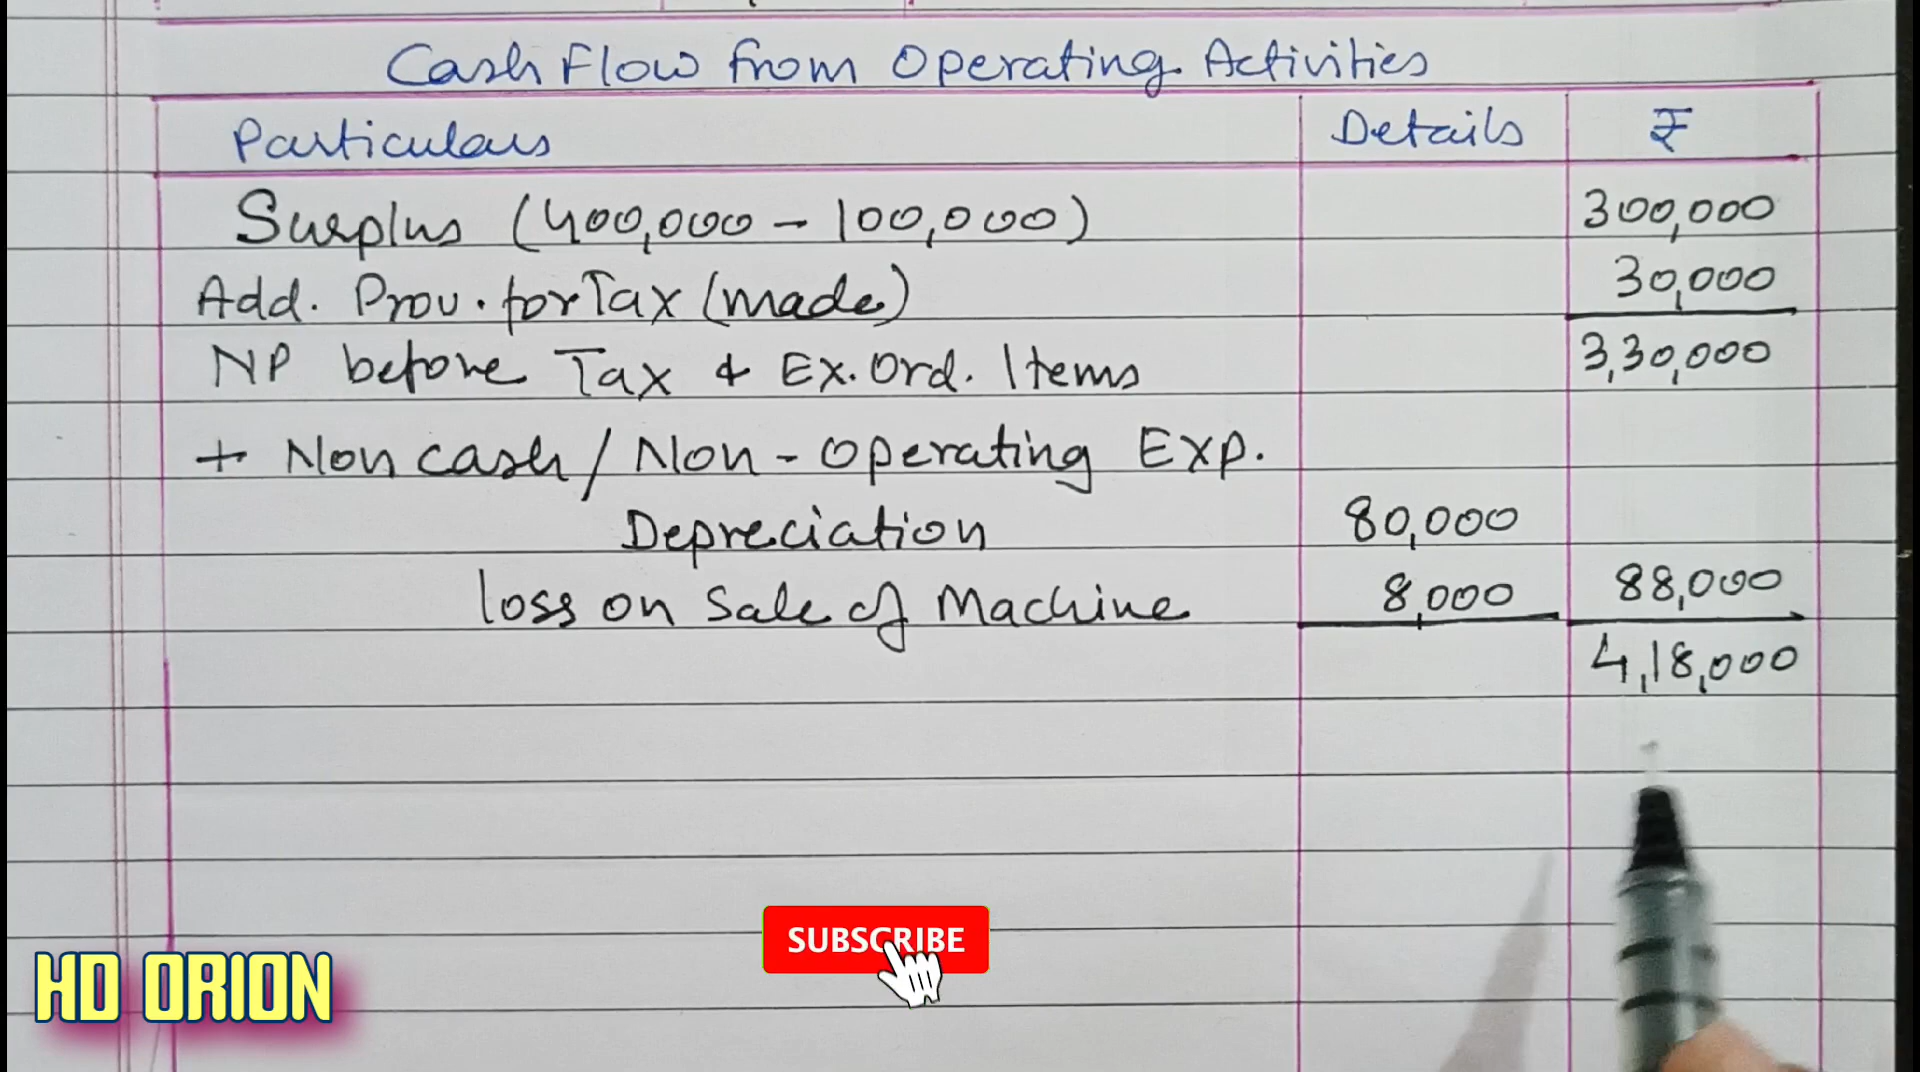 Cash Flow from Operating Activities
Particulars Details ₹
Surplus (400,000 - 100,000) 300,000
Add. Prov. for Tax (made) 30,000
NP before Tax & Ex. Ord. Items 3,30,000
+ Non cash / Non - Operating Exp.
Depreciation 80,000
loss on Sale of Machine 8,000 88,000
4,18,000
SUBSCRIBE
HD ORION